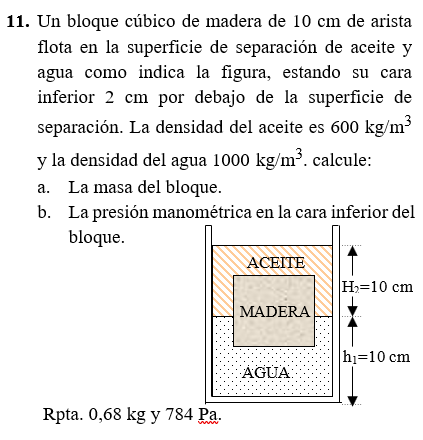 11. Un bloque cúbico de madera de 10 cm de arista
flota en la superficie de separación de aceite y
agua como indica la figura, estando su cara
inferior 2 cm por debajo de la superficie de
separación. La densidad del aceite es 600 kg/m³
y la densidad del agua 1000 kg/m³. calcule:
a. La masa del bloque.
b. La presión manométrica en la cara inferior del
bloque.
ACEITE
H₂=10 cm
MADERA
h₁=10 cm
AGUA
Rpta. 0,68 kg y 784 Pa.